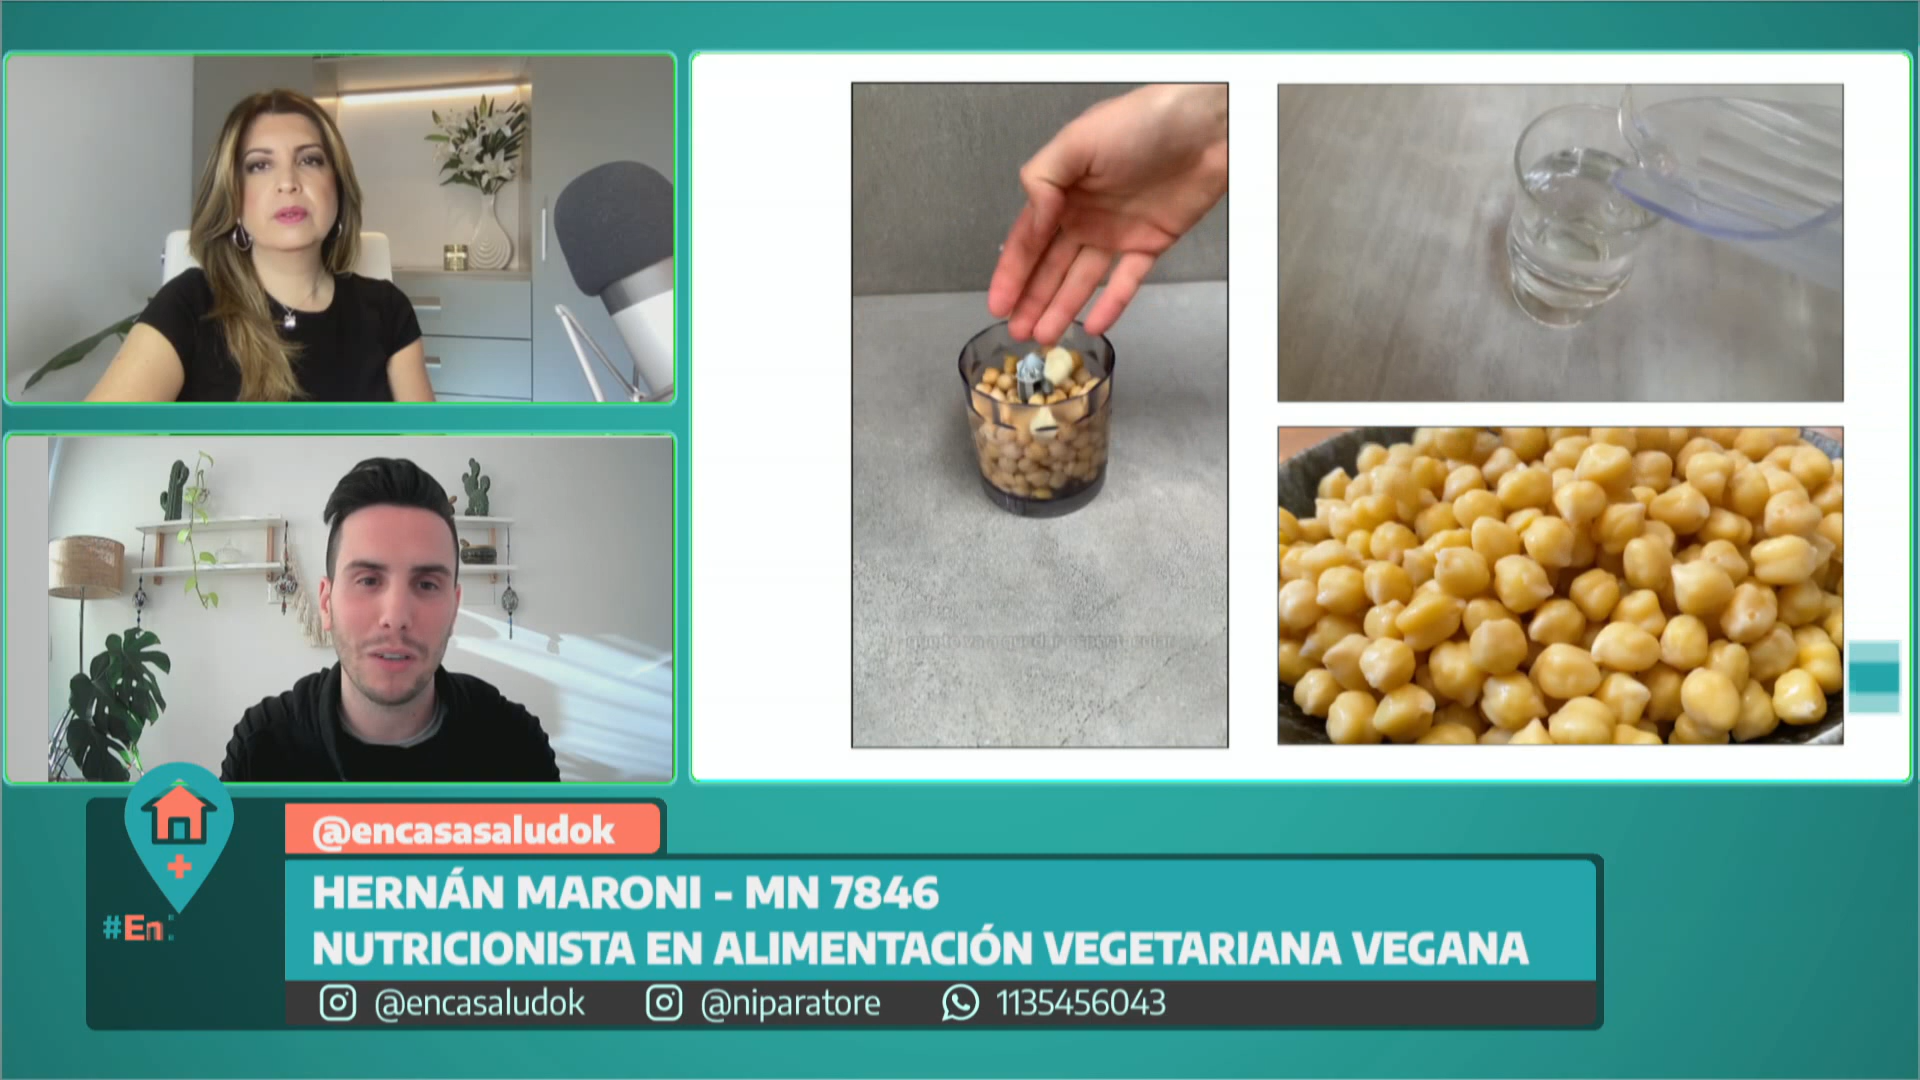 @encasasaludok
HERNÁN MARONI - MN 7846
NUTRICIONISTA EN ALIMENTACIÓN VEGETARIANA VEGANA
#En
@encasaludok @niparatore 1135456043